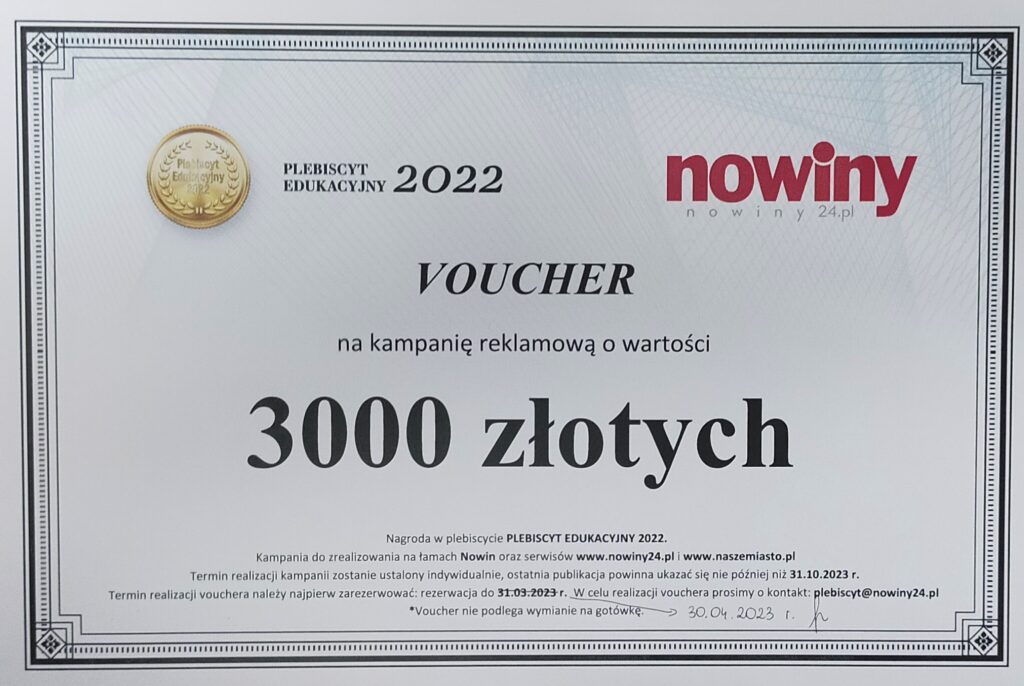 Plebiscyt
Edukacyjny
2022
PLEBISCYT
EDUKACYJNY 2022
nowiny
nowiny 24.pl
VOUCHER
na kampanię reklamową o wartości
3000 złotych
Nagroda w plebiscycie PLEBISCYT EDUKACYJNY 2022.
Kampania do zrealizowania na łamach Nowin oraz serwisów www.nowiny24.pl i www.naszemiasto.pl
Termin realizacji kampanii zostanie ustalony indywidualnie, ostatnia publikacja powinna ukazać się nie później niż 31.10.2023 r.
Termin realizacji vouchera należy najpierw zarezerwować: rezerwacja do 31.03.2023 r. W celu realizacji vouchera prosimy o kontakt: plebiscyt@nowiny24.pl
*Voucher nie podlega wymianie na gotówkę. 30.04.2023 r.